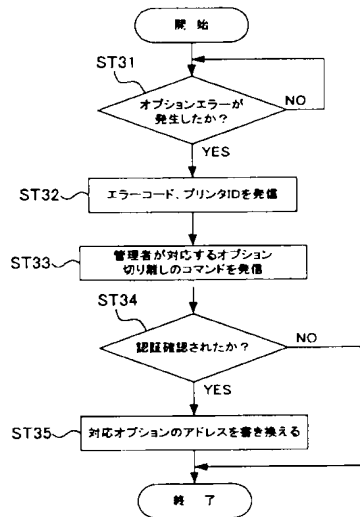 開始
ST31
オプションエラーが
発生したか？
NO
YES
ST32
エラーコード、プリンタIDを発信
ST33
管理者が対応するオプション
切り離しのコマンドを発信
ST34
認証確認されたか？
NO
YES
ST35
対応オプションのアドレスを書き換える
終了